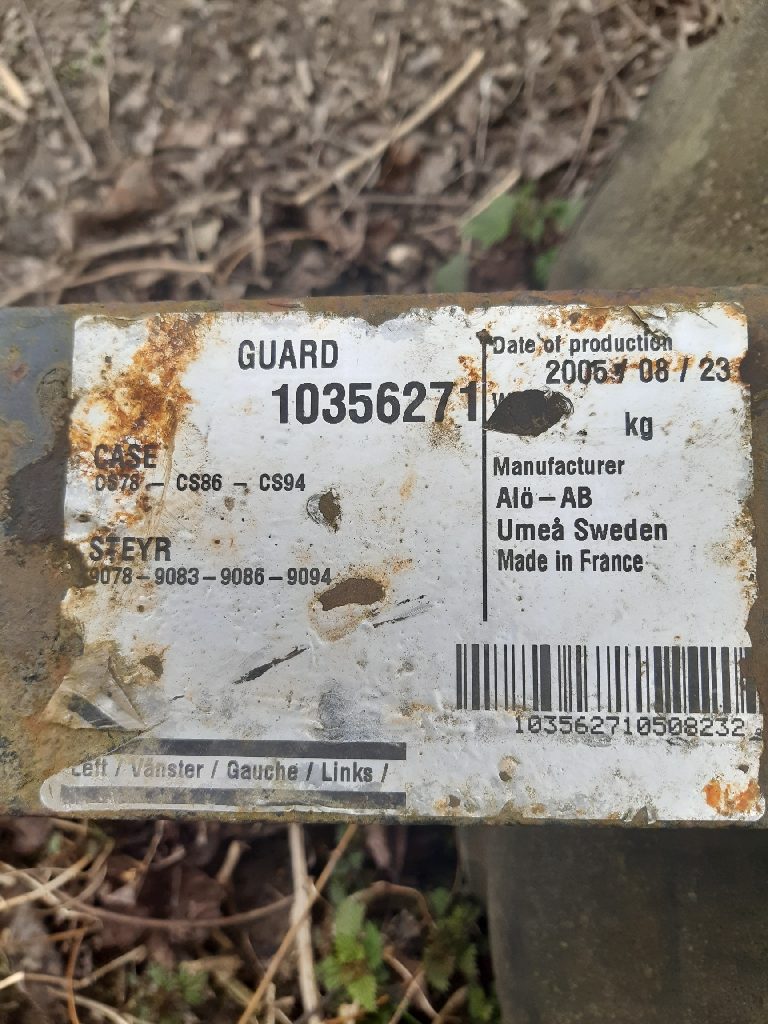 GUARD
10356271
CASE
CS78 - CS86 - CS94
STEYR
9078 - 9083 - 9086 - 9094
Left / Vänster / Gauche / Links /
Date of production
2005 / 08 / 23
kg
Manufacturer
Alö - AB
Umeå Sweden
Made in France
103562710508232